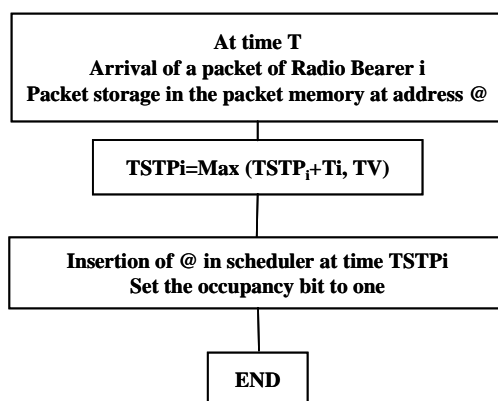 At time T
Arrival of a packet of Radio Bearer i
Packet storage in the packet memory at address @
TSTPi=Max (TSTPi+Ti, TV)
Insertion of @ in scheduler at time TSTPi
Set the occupancy bit to one
END